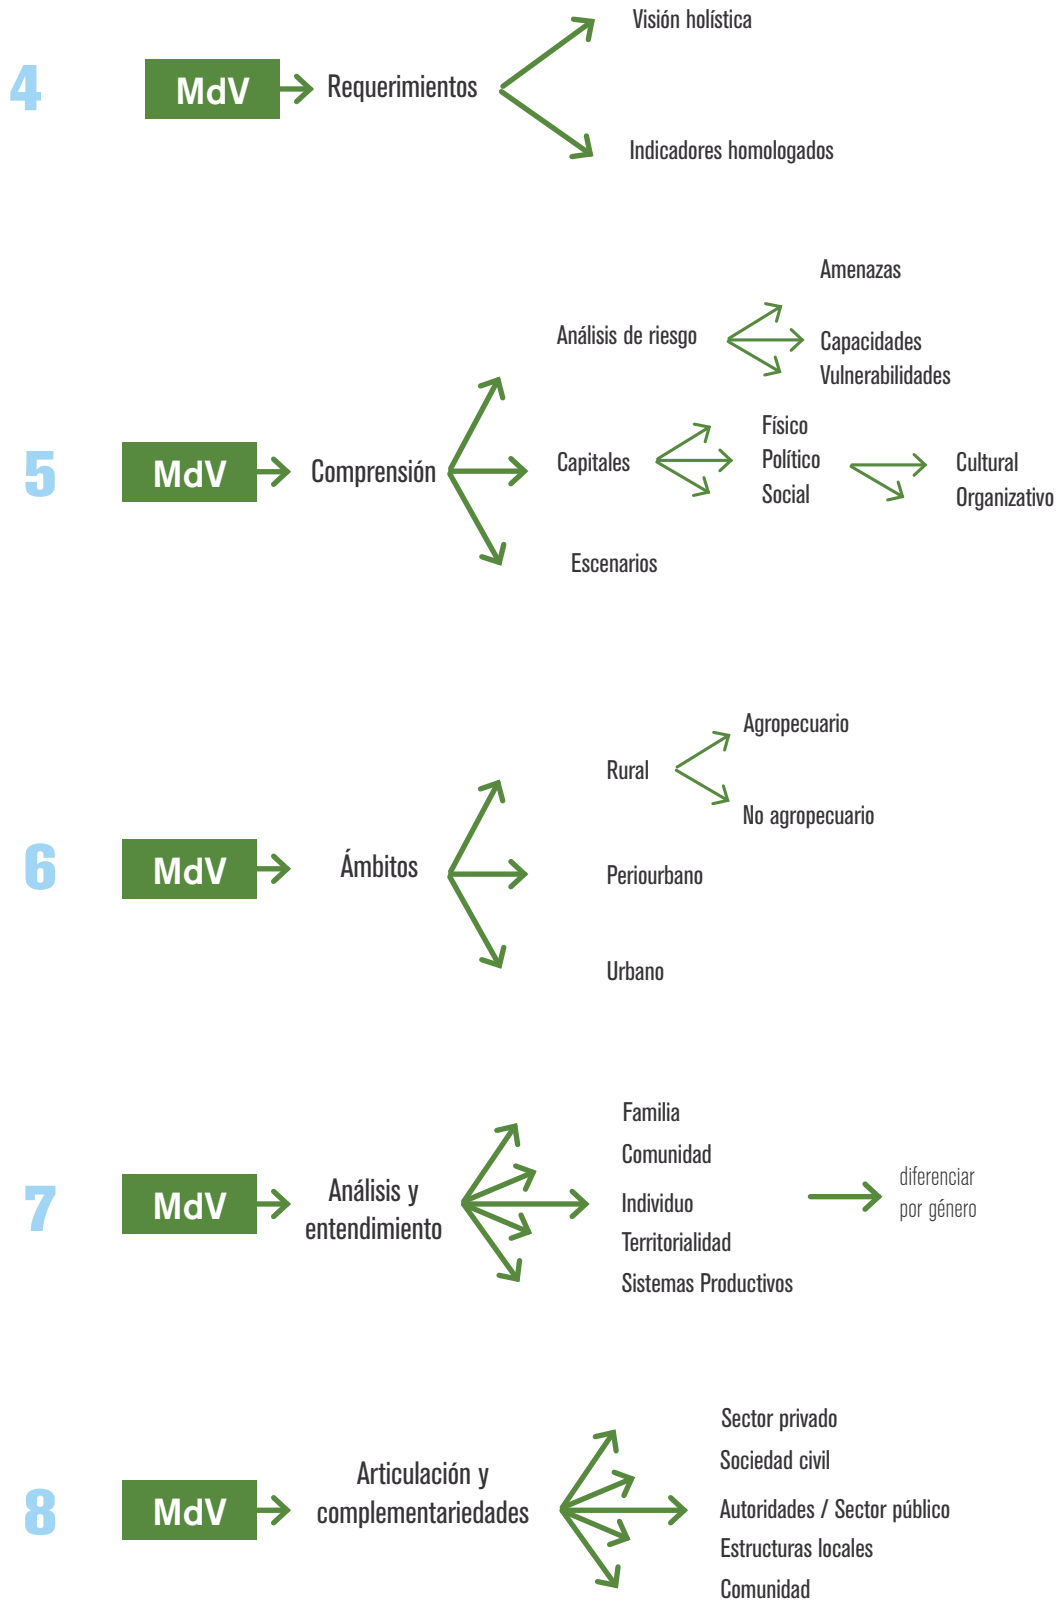 4
MdV
Requerimientos
Visión holística
Indicadores homologados
5
MdV
Comprensión
Análisis de riesgo
Amenazas
Capacidades
Vulnerabilidades
Capitales
Físico
Político
Social
Cultural
Organizativo
Escenarios
6
MdV
Ámbitos
Rural
Agropecuario
No agropecuario
Periourbano
Urbano
7
MdV
Análisis y
entendimiento
Familia
Comunidad
Individuo
Territorialidad
Sistemas Productivos
diferenciar
por género
8
MdV
Articulación y
complementariedades
Sector privado
Sociedad civil
Autoridades / Sector público
Estructuras locales
Comunidad